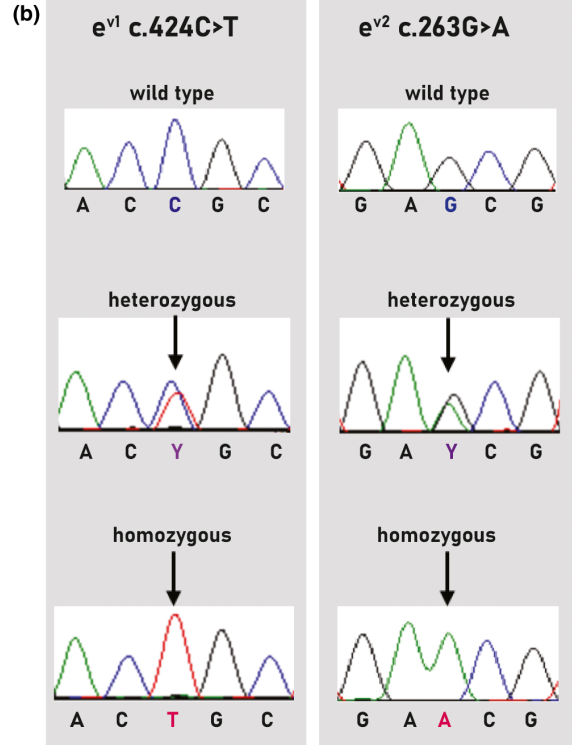 (b)
e^v1 c.424C>T
wild type
A C C G C
heterozygous
A C Y G C
homozygous
A C T G C
e^v2 c.263G>A
wild type
G A G C G
heterozygous
G A Y C G
homozygous
G A A C G